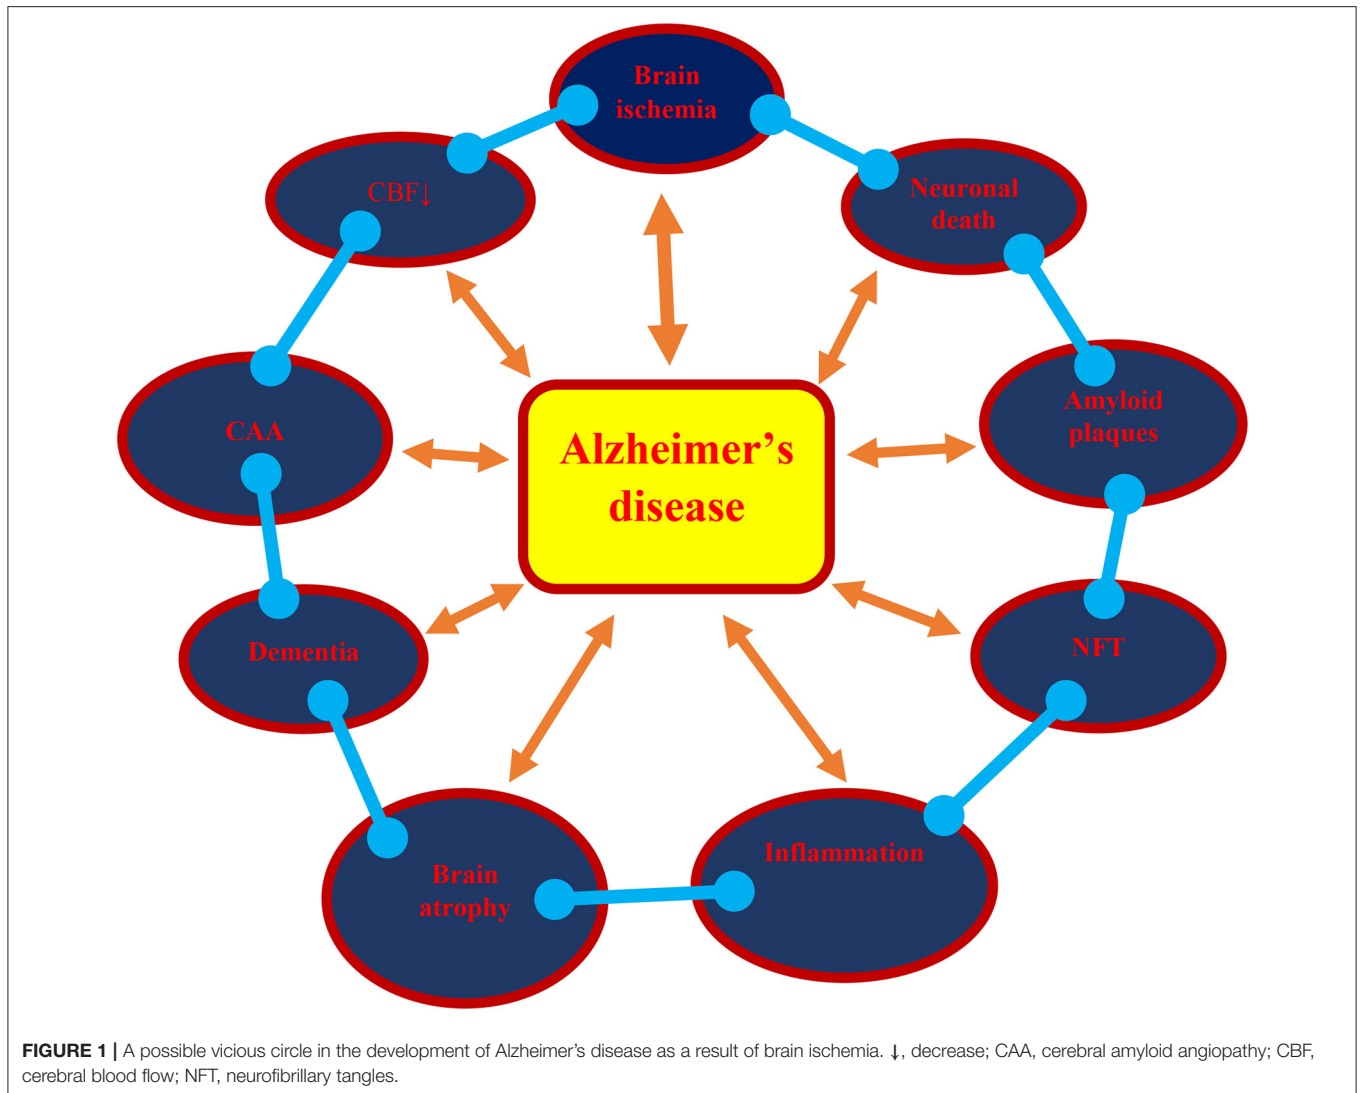 Brain
ischemia
CBF↓
Neuronal
death
CAA
Alzheimer’s
disease
Amyloid
plaques
Dementia
NFT
Brain
atrophy
Inflammation
FIGURE 1 | A possible vicious circle in the development of Alzheimer’s disease as a result of brain ischemia. ↓, decrease; CAA, cerebral amyloid angiopathy; CBF,
cerebral blood flow; NFT, neurofibrillary tangles.